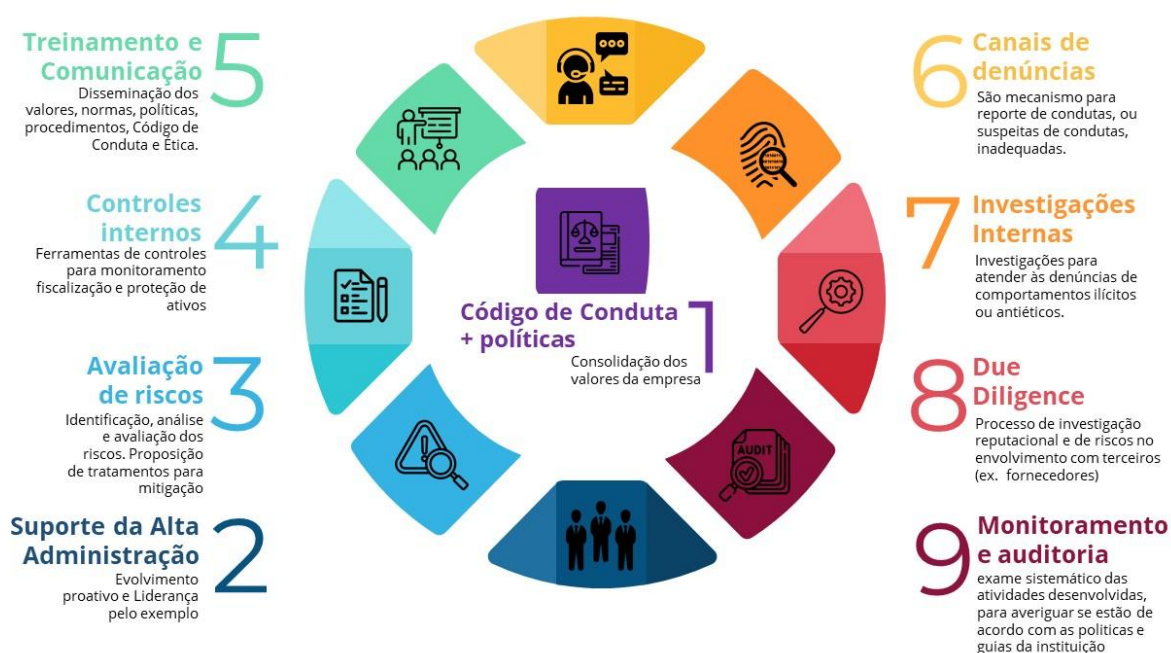 5
Treinamento e
Comunicação
Disseminação dos
valores, normas, políticas,
procedimentos, Código de
Conduta e Ética.
4
Controles
internos
Ferramentas de controles
para monitoramento
fiscalização e proteção de
ativos
3
Avaliação
de riscos
Identificação, análise
e avaliação dos
riscos. Proposição
de tratamentos para
mitigação
2
Suporte da Alta
Administração
Evolvimento
proativo e Liderança
pelo exemplo
1
Código de Conduta
+ políticas
Consolidação dos
valores da empresa
AUDIT
6
Canais de
denúncias
São mecanismo para
reporte de condutas, ou
suspeitas de condutas,
inadequadas.
7
Investigações
Internas
Investigações para
atender às denúncias de
comportamentos ilícitos
ou antiéticos.
8
Due
Diligence
Processo de investigação
reputacional e de riscos no
envolvimento com terceiros
(ex. fornecedores)
9
Monitoramento
e auditoria
exame sistemático das
atividades desenvolvidas,
para averiguar se estão de
acordo com as politicas e
guias da instituição